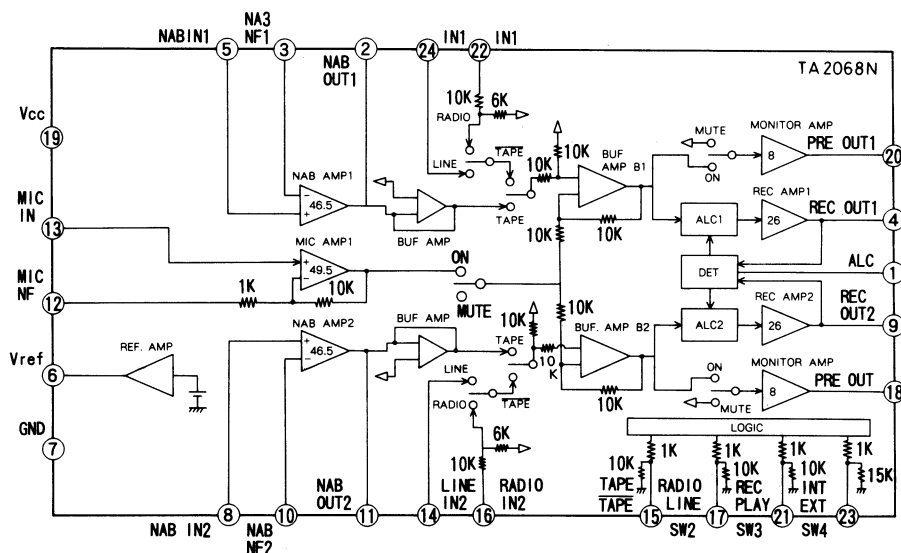 NA3
NABIN1 NF1 IN1 IN1
5 3 2 24 22
NAB
OUT1
TA2068N
10K 6K
RADIO
Vcc
19
TAPE
LINE
10K 10K
BUF
AMP B1
MUTE
MONITOR AMP
8
PRE OUT1
20
ON
NAB AMP1
-
46.5
+
TAPE
BUF AMP
10K 10K
ALC1
REC AMP1
26
REC OUT1
4
MIC
IN
13
MIC AMP1
+
49.5
-
ON
MUTE
DET
ALC
1
MIC
NF
12
1K 10K
10K 10K
ALC2
REC AMP2
26
REC
OUT2
9
NAB AMP2
+
46.5
-
BUF AMP
TAPE
10
K
BUF. AMP B2
10K
Vref
6
REF. AMP
LINE
TAPE
RADIO
ON
MUTE
MONITOR AMP
8
PRE OUT
18
GND
7
6K
10K
LOGIC
1K 1K 1K 1K
10K 10K 10K 15K
NAB
OUT2
LINE
IN2
RADIO
IN2
TAPE
TAPE
RADIO
LINE
REC
PLAY
INT
EXT
8 10 11 14 16 15 17 21 23
NAB IN2 NAB
NF2
SW2 SW3 SW4